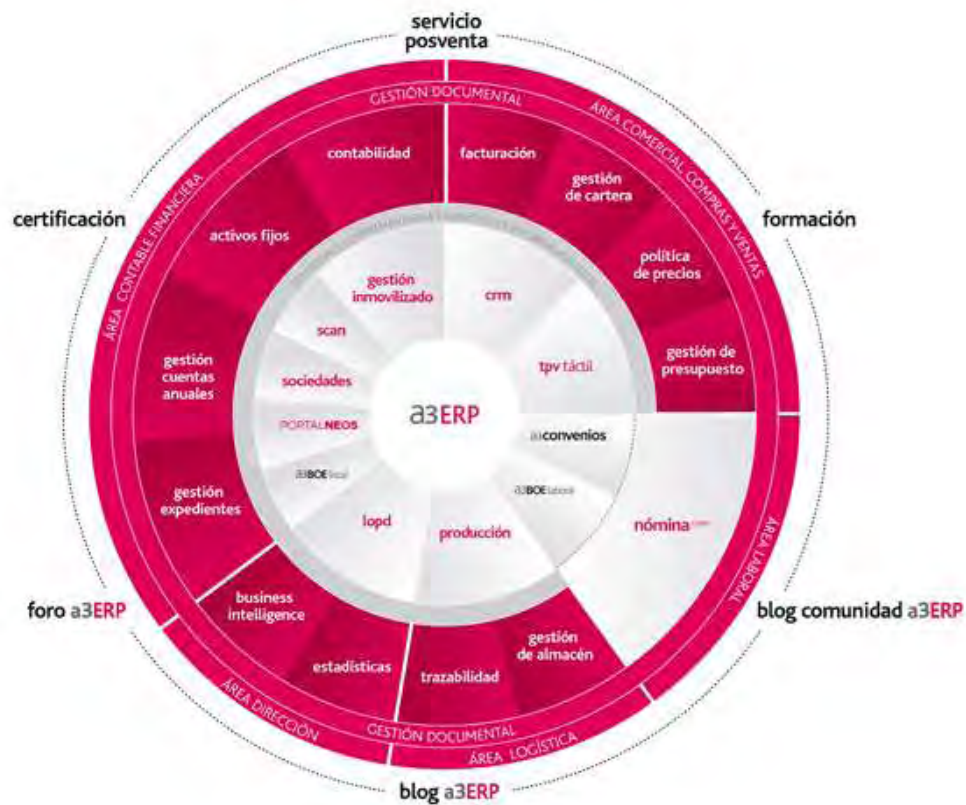 servicio
posventa
GESTIÓN DOCUMENTAL
ÁREA COMERCIAL, COMPRAS Y VENTAS
ÁREA CONTABLE FINANCIERA
contabilidad
facturación
gestión
de cartera
certificación
formación
activos fijos
política
de precios
gestión
inmovilizado
crm
scan
gestión de
presupuesto
gestión
cuentas
anuales
sociedades
tpv táctil
PORTALNEOS
a3ERP
a3convenios
a3BOE fiscal
a3BOE laboral
gestión
expedientes
lopd
producción
nómina
ÁREA LABORAL
foro a3ERP
blog comunidad a3ERP
business
intelligence
gestión
de almacén
estadísticas
trazabilidad
ÁREA DIRECCIÓN
GESTIÓN DOCUMENTAL
ÁREA LOGÍSTICA
blog a3ERP